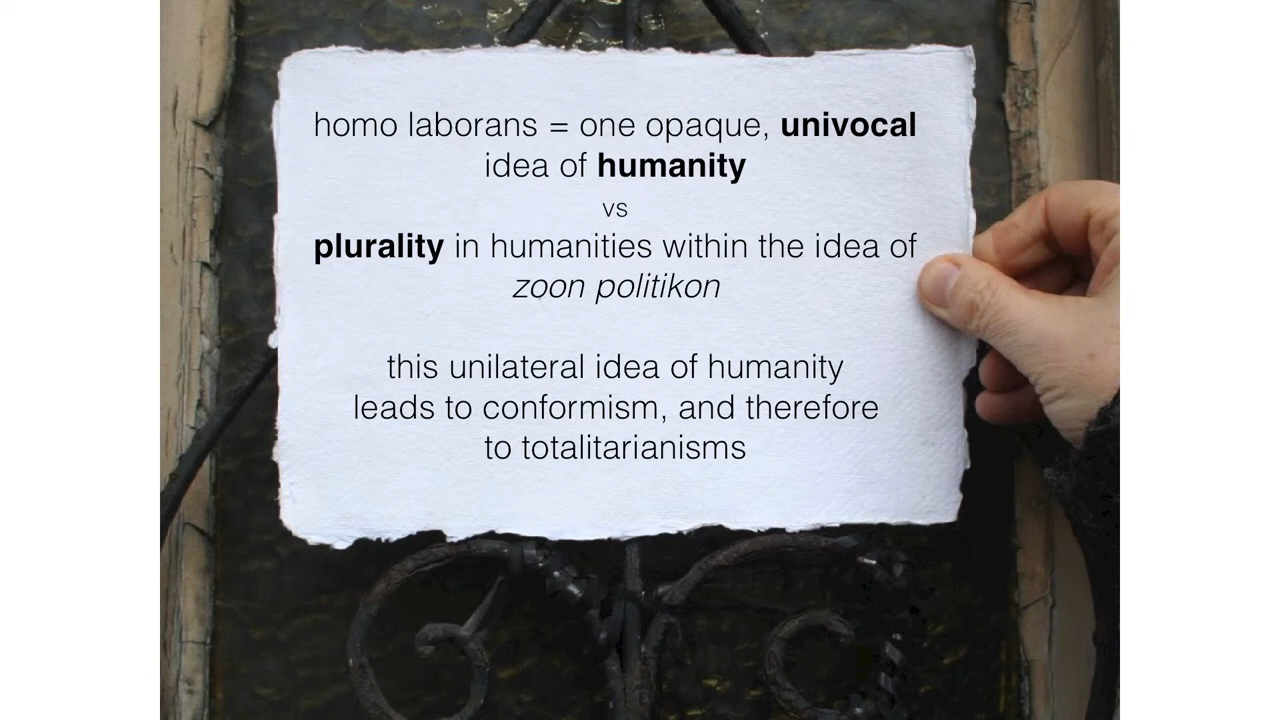 homo laborans = one opaque, univocal
idea of humanity
vs
plurality in humanities within the idea of
zoon politikon
this unilateral idea of humanity
leads to conformism, and therefore
to totalitarianisms